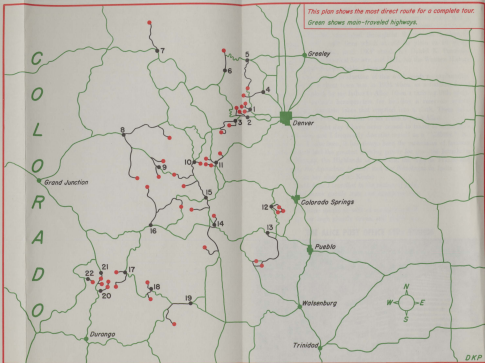 This plan shows the most direct route for a complete tour.
Green shows main-traveled highways.
COLORADO
7
5
Greeley
6
4
1
3
2
Denver
8
10
11
9
Grand Junction
15
12
Colorado Springs
14
13
16
Pueblo
21
17
22
18
20
19
N
W
E
S
Walsenburg
Durango
Trinidad
DKP